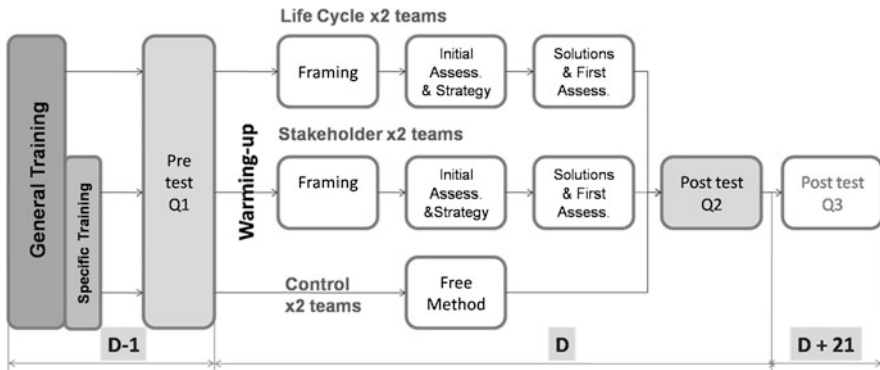 Life Cycle x2 teams
General Training
Specific Training
Pre
test
Q1
Warming-up
Framing
Initial
Assess.
& Strategy
Solutions
& First
Assess.
Stakeholder x2 teams
Framing
Initial
Assess.
&Strategy
Solutions
& First
Assess.
Post test
Q2
Post test
Q3
Control
x2 teams
Free
Method
D-1
D
D + 21